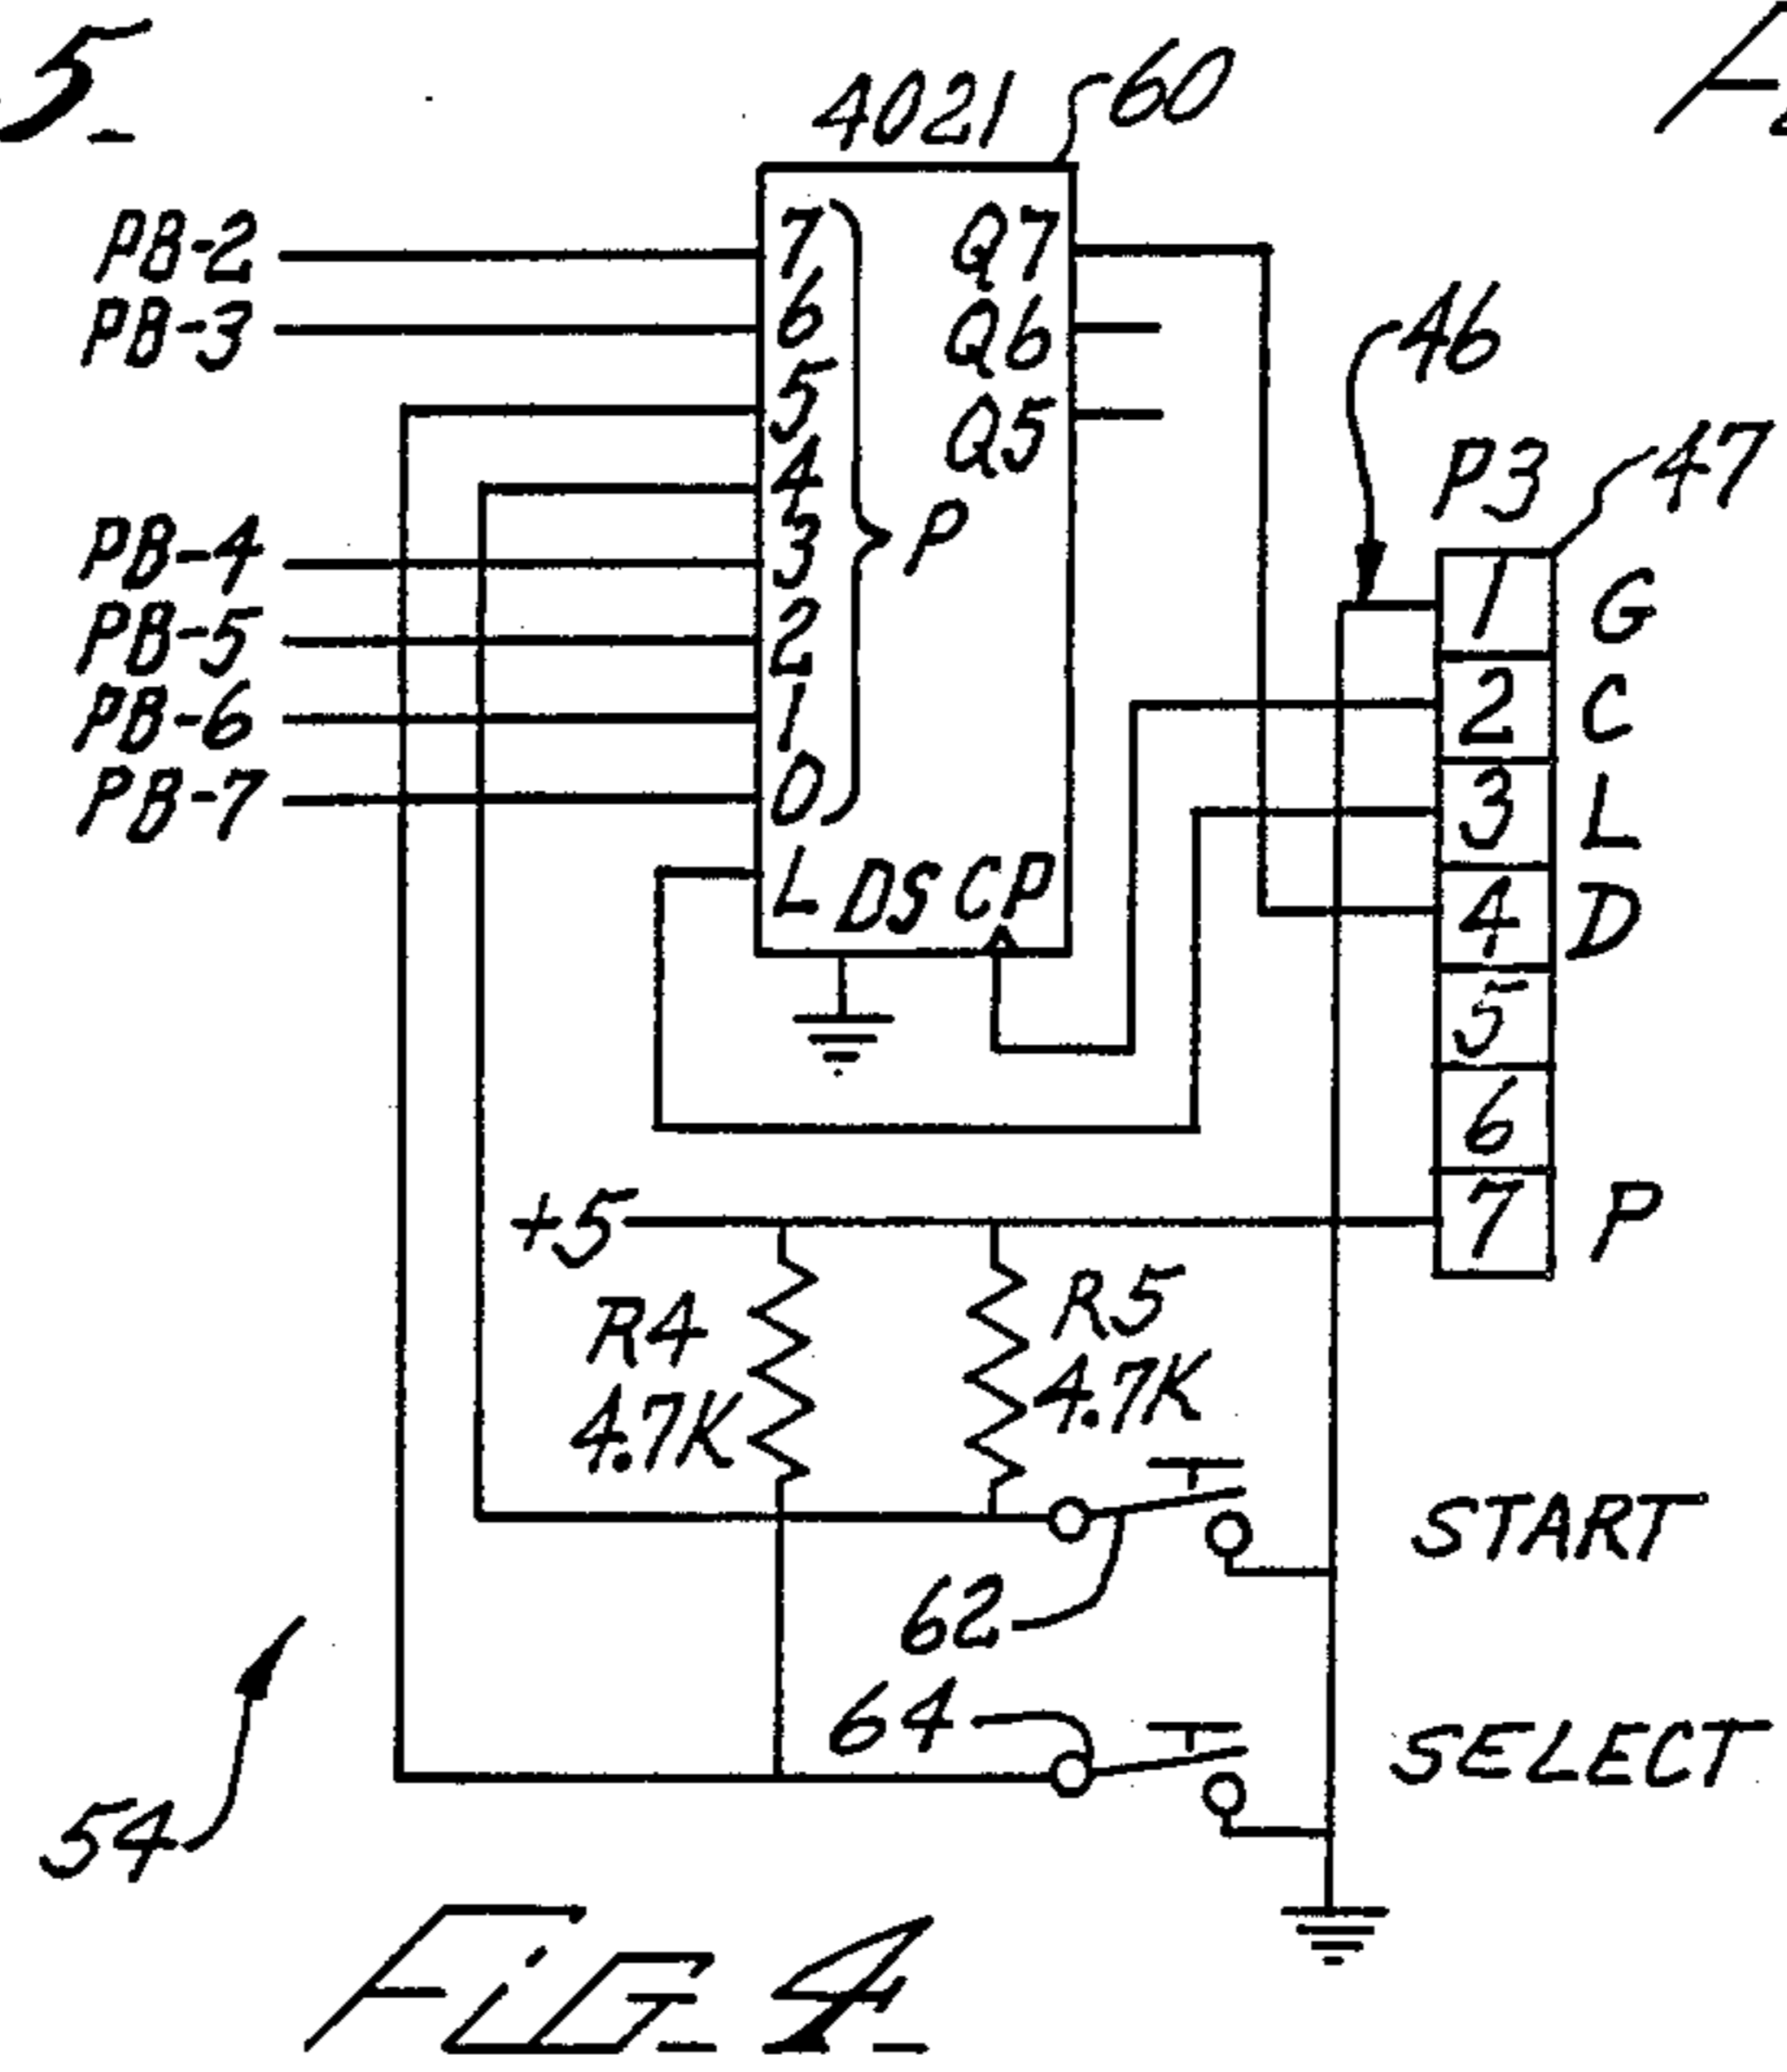 5-
4021
60
PB-2
PB-3
PB-4
PB-5
PB-6
PB-7
7
6
5
4
3
2
1
0
P
Q7
Q6
Q5
L DS CP
46
P3
47
1 G
2 C
3 L
4 D
5
6
7 P
+5
R4
4.7K
R5
4.7K
START
62
64
SELECT
54
FIG-4-